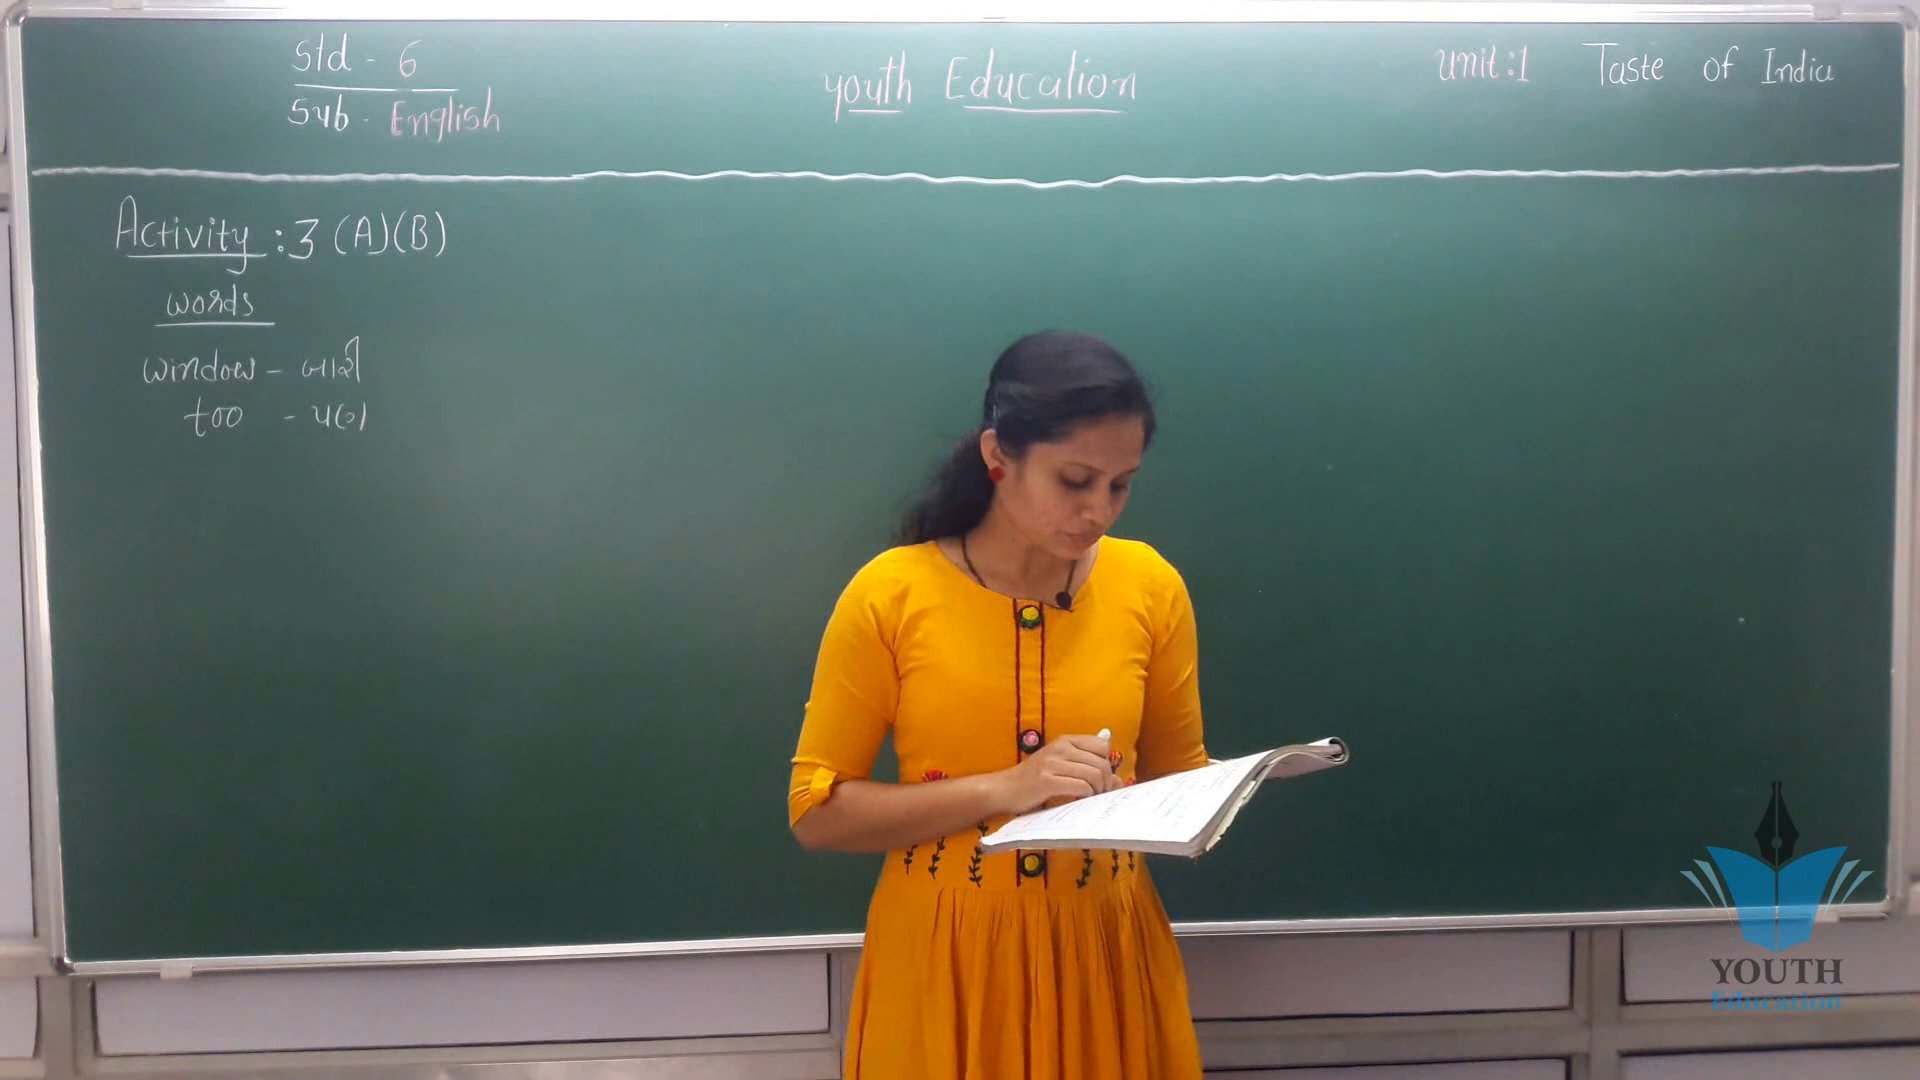 Std - 6
Sub - English
youth Education
Unit:1 Taste of India
Activity : 3 (A)(B)
words
window - બારી
too - પણ
YOUTH
Education